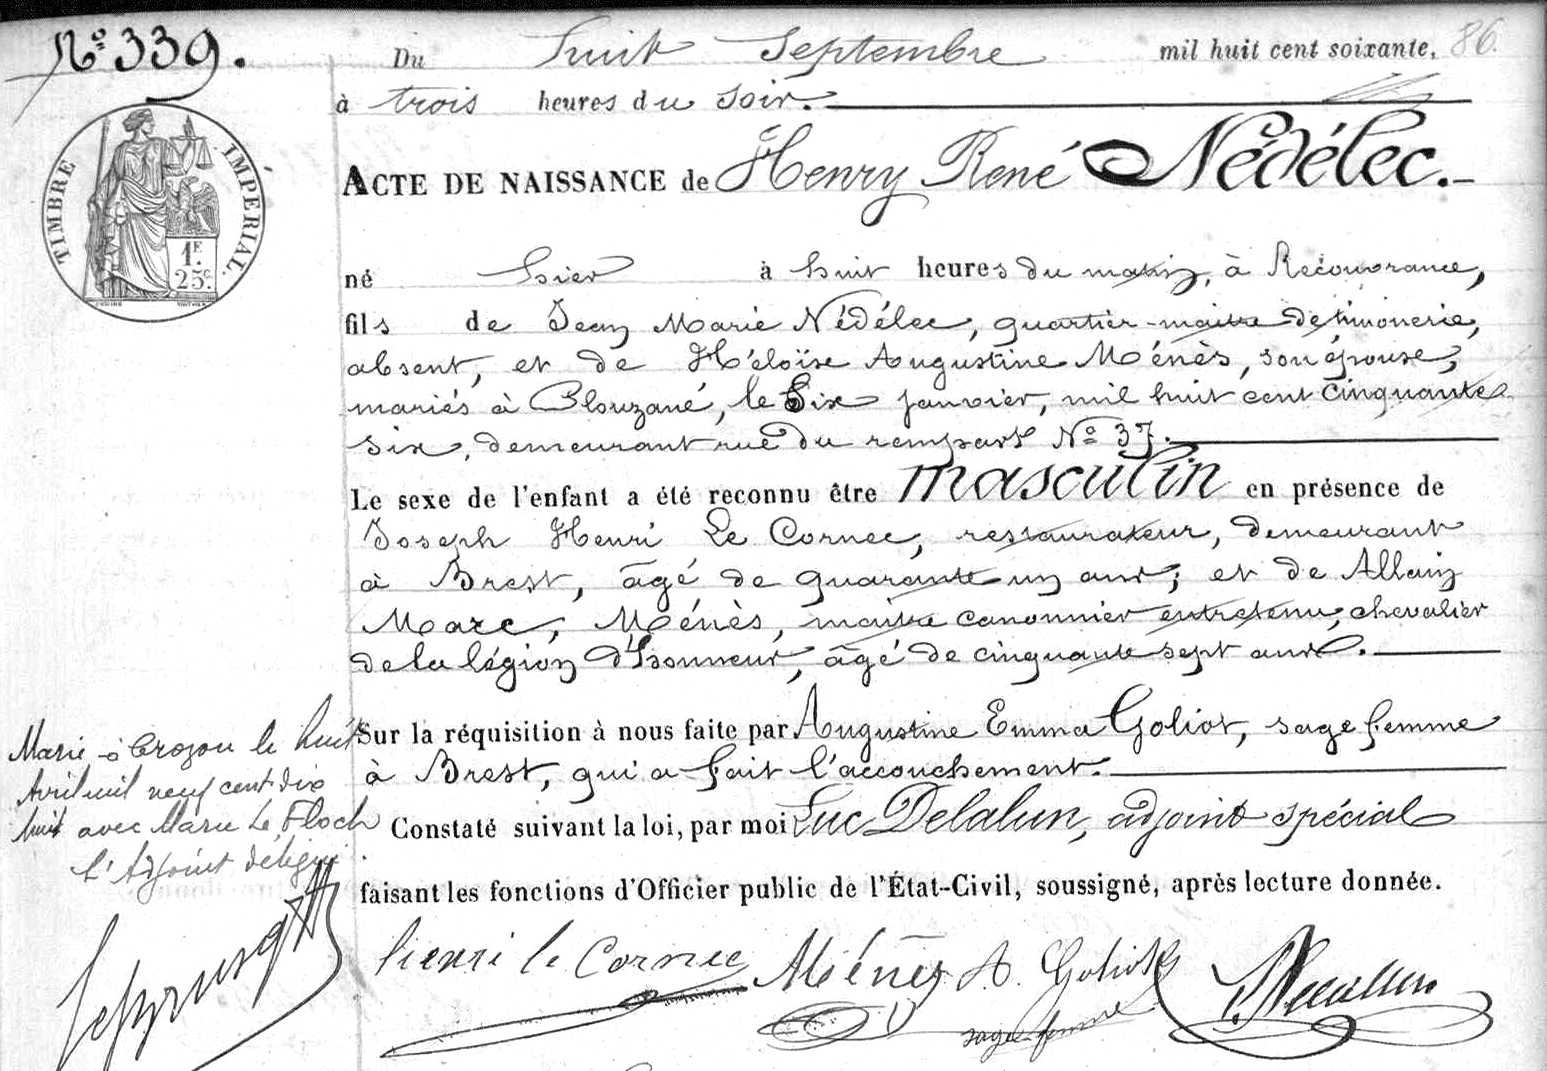 N° 339.
Du huit Septembre mil huit cent soixante, 86.
à trois heures du soir.
ACTE DE NAISSANCE de Henry René Nédélec.
TIMBRE IMPÉRIAL.
1F. 25c.
né hier à huit heures du matin, à Recouvrance,
fils de Jean Marie Nédélec, quartier-maître de timonerie,
absent, et de Héloïse Augustine Ménès, son épouse,
mariés à Plouzané, le Six janvier, mil huit cent cinquante
six, demeurant rue du rempart N° 37.
Le sexe de l'enfant a été reconnu être masculin en présence de
Joseph Henri Le Cornec, restaurateur, demeurant
à Brest, âgé de quarante un ans; et de Allain
Marc, Ménès, maître canonnier entretenu, chevalier
de la légion d'honneur, âgé de cinquante sept ans.
Sur la réquisition à nous faite par Augustine Emma Goliot, sage femme
à Brest, qui a fait l'accouchement.
Constaté suivant la loi, par moi Luc Delalun, adjoint spécial
faisant les fonctions d'Officier public de l'État-Civil, soussigné, après lecture donnée.
Marié à Crozon le huit
Avril mil neuf cent dix
huit avec Marie Le Floch
L'Adjoint délégué
henri le Cornec Ménès A. Goliot
sage-femme